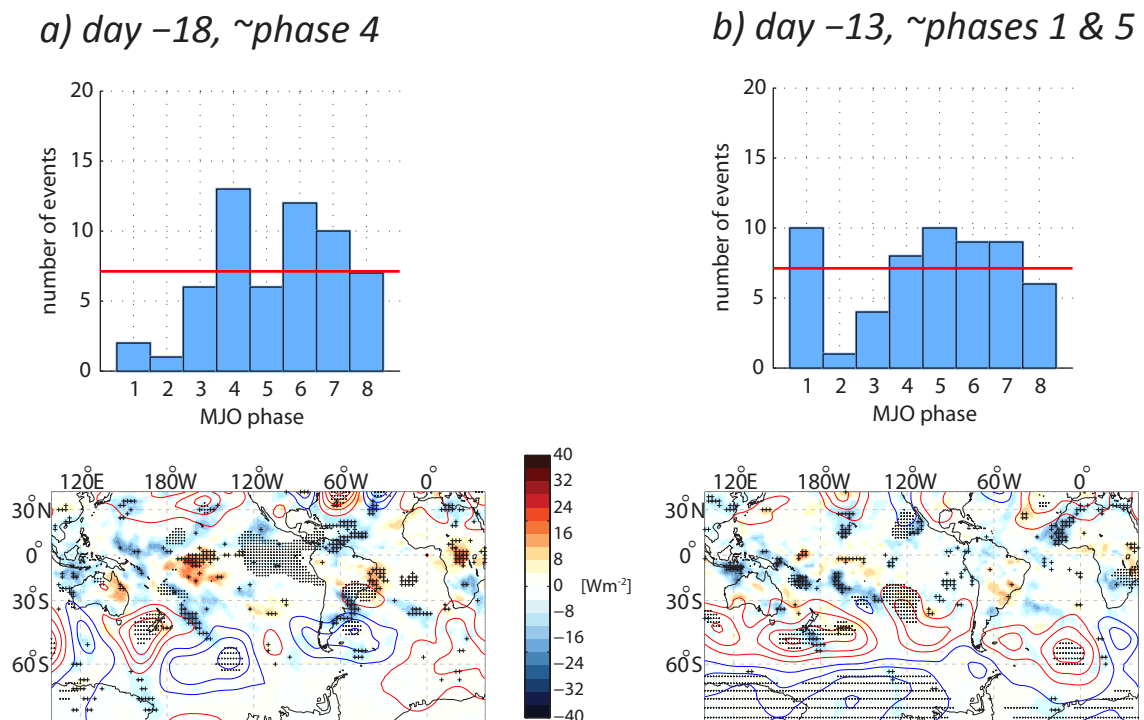 a) day −18, ~phase 4
b) day −13, ~phases 1 & 5
20
15
10
5
0
number of events
1 2 3 4 5 6 7 8
MJO phase
20
15
10
5
0
number of events
1 2 3 4 5 6 7 8
MJO phase
120°E 180°W 120°W 60°W 0°
30°N
0°
30°S
60°S
40
32
24
16
8
0
−8
−16
−24
−32
−40
[Wm⁻²]
120°E 180°W 120°W 60°W 0°
30°N
0°
30°S
60°S